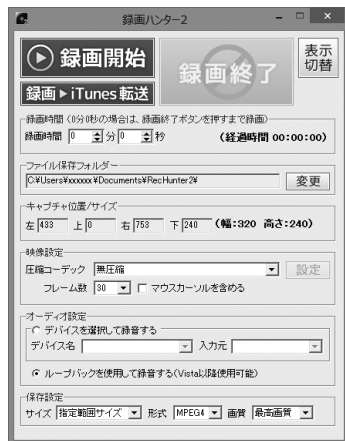 録画ハンター2
録画開始
録画終了
表示
切替
録画▶iTunes転送
録画時間（0分0秒の場合は、録画終了ボタンを押すまで録画）
録画時間 0 分 0 秒 (経過時間 00:00:00)
ファイル保存フォルダー
C:¥Users¥xxxxxx¥Documents¥RecHunter2¥ 変更
キャプチャ位置/サイズ
左 433 上 0 右 753 下 240 (幅:320 高さ:240)
映像設定
圧縮コーデック 無圧縮 設定
フレーム数 30 マウスカーソルを含める
オーディオ設定
デバイスを選択して録音する
デバイス名 入力元
ループバックを使用して録音する(Vista以降使用可能)
保存設定
サイズ 指定範囲サイズ 形式 MPEG4 画質 最高画質